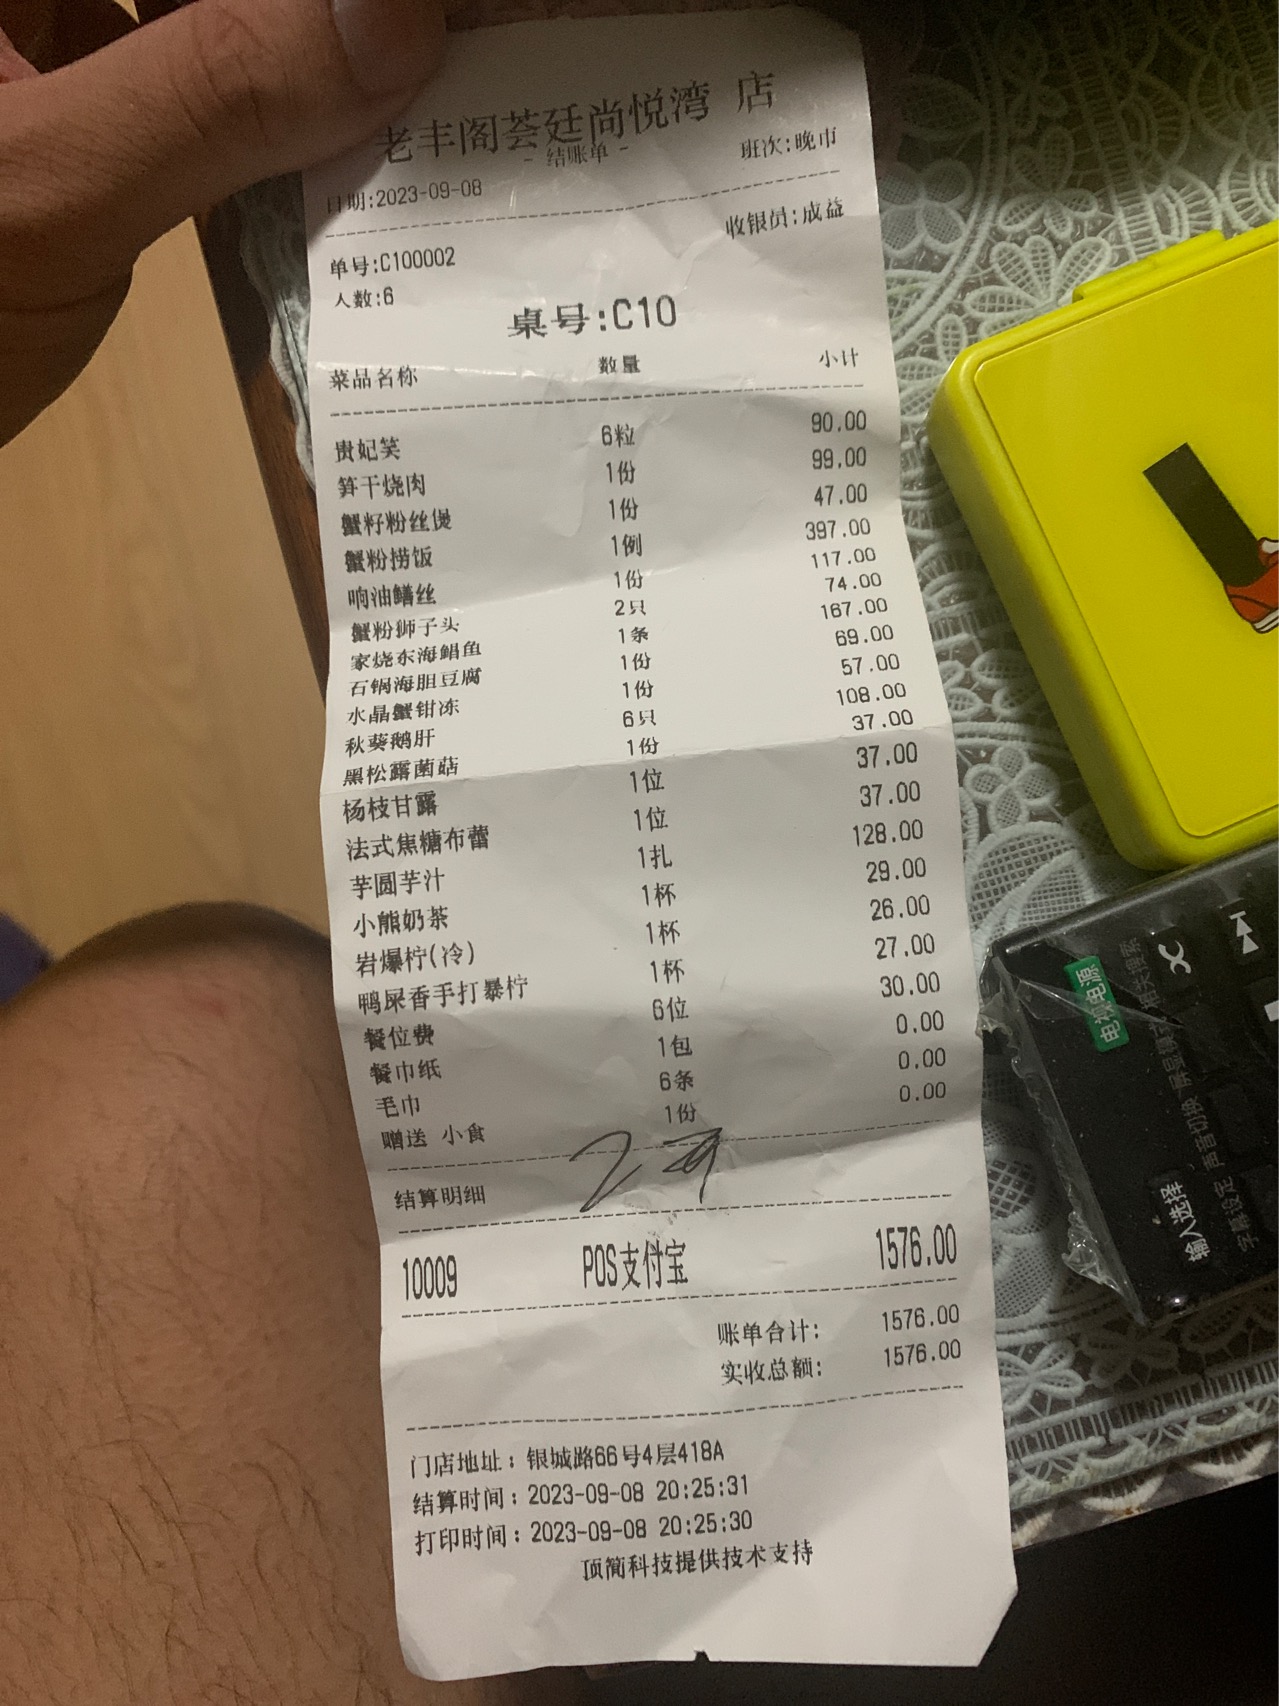 老丰阁荟廷尚悦湾 店
- 结账单 -
班次:晚市
日期:2023-09-08
收银员:成益
单号:C100002
人数:6
桌号:C10
菜品名称 数量 小计
贵妃笑 6粒 90.00
笋干烧肉 1份 99.00
蟹籽粉丝煲 1份 47.00
蟹粉捞饭 1例 397.00
响油鳝丝 1份 117.00
蟹粉狮子头 2只 74.00
家烧东海鲳鱼 1条 167.00
石锅海胆豆腐 1份 69.00
水晶蟹钳冻 1份 57.00
秋葵鹅肝 6只 108.00
黑松露菌菇 1份 37.00
杨枝甘露 1位 37.00
法式焦糖布蕾 1位 37.00
芋圆芋汁 1扎 128.00
小熊奶茶 1杯 29.00
岩爆柠(冷) 1杯 26.00
鸭屎香手打暴柠 1杯 27.00
餐位费 6位 30.00
餐巾纸 1包 0.00
毛巾 6条 0.00
赠送 小食 1份 0.00
结算明细
10009 POS支付宝 1576.00
账单合计: 1576.00
实收总额: 1576.00
门店地址：银城路66号4层418A
结算时间：2023-09-08 20:25:31
打印时间：2023-09-08 20:25:30
顶简科技提供技术支持
电视电源
输入选择
字幕设定 声音切换